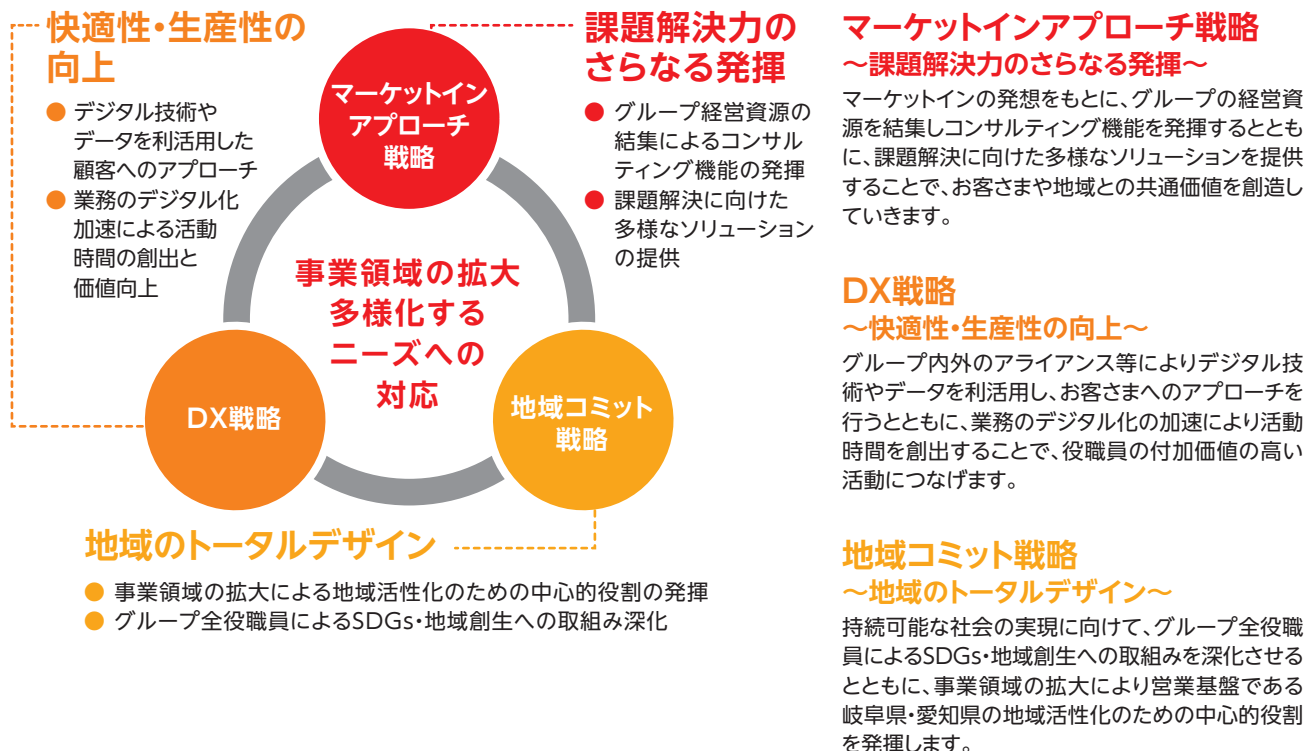 快適性・生産性の
向上
● デジタル技術や
データを利活用した
顧客へのアプローチ
● 業務のデジタル化
加速による活動
時間の創出と
価値向上
マーケットイン
アプローチ
戦略
課題解決力の
さらなる発揮
● グループ経営資源の
結集によるコンサル
ティング機能の発揮
● 課題解決に向けた
多様なソリューション
の提供
事業領域の拡大
多様化する
ニーズへの
対応
DX戦略
地域コミット
戦略
地域のトータルデザイン
● 事業領域の拡大による地域活性化のための中心的役割の発揮
● グループ全役職員によるSDGs・地域創生への取組み深化
マーケットインアプローチ戦略
～課題解決力のさらなる発揮～
マーケットインの発想をもとに、グループの経営資
源を結集しコンサルティング機能を発揮するととも
に、課題解決に向けた多様なソリューションを提供
することで、お客さまや地域との共通価値を創造し
ていきます。
DX戦略
～快適性・生産性の向上～
グループ内外のアライアンス等によりデジタル技
術やデータを利活用し、お客さまへのアプローチを
行うとともに、業務のデジタル化の加速により活動
時間を創出することで、役職員の付加価値の高い
活動につなげます。
地域コミット戦略
～地域のトータルデザイン～
持続可能な社会の実現に向けて、グループ全役職
員によるSDGs・地域創生への取組みを深化させる
とともに、事業領域の拡大により営業基盤である
岐阜県・愛知県の地域活性化のための中心的役割
を発揮します。